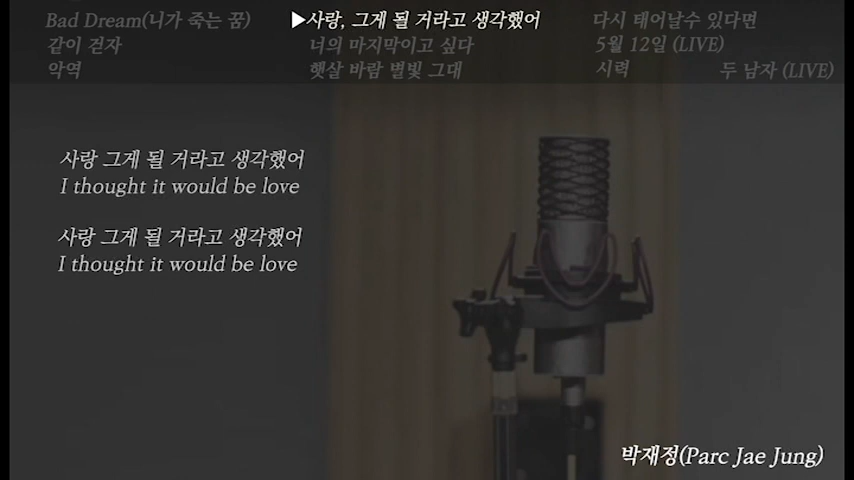 Bad Dream(니가 죽는 꿈)
같이 걷자
악역
▶사랑, 그게 될 거라고 생각했어
너의 마지막이고 싶다
햇살 바람 별빛 그대
다시 태어날수 있다면
5월 12일 (LIVE)
시력
두 남자 (LIVE)
사랑 그게 될 거라고 생각했어
I thought it would be love
사랑 그게 될 거라고 생각했어
I thought it would be love
박재정(Parc Jae Jung)